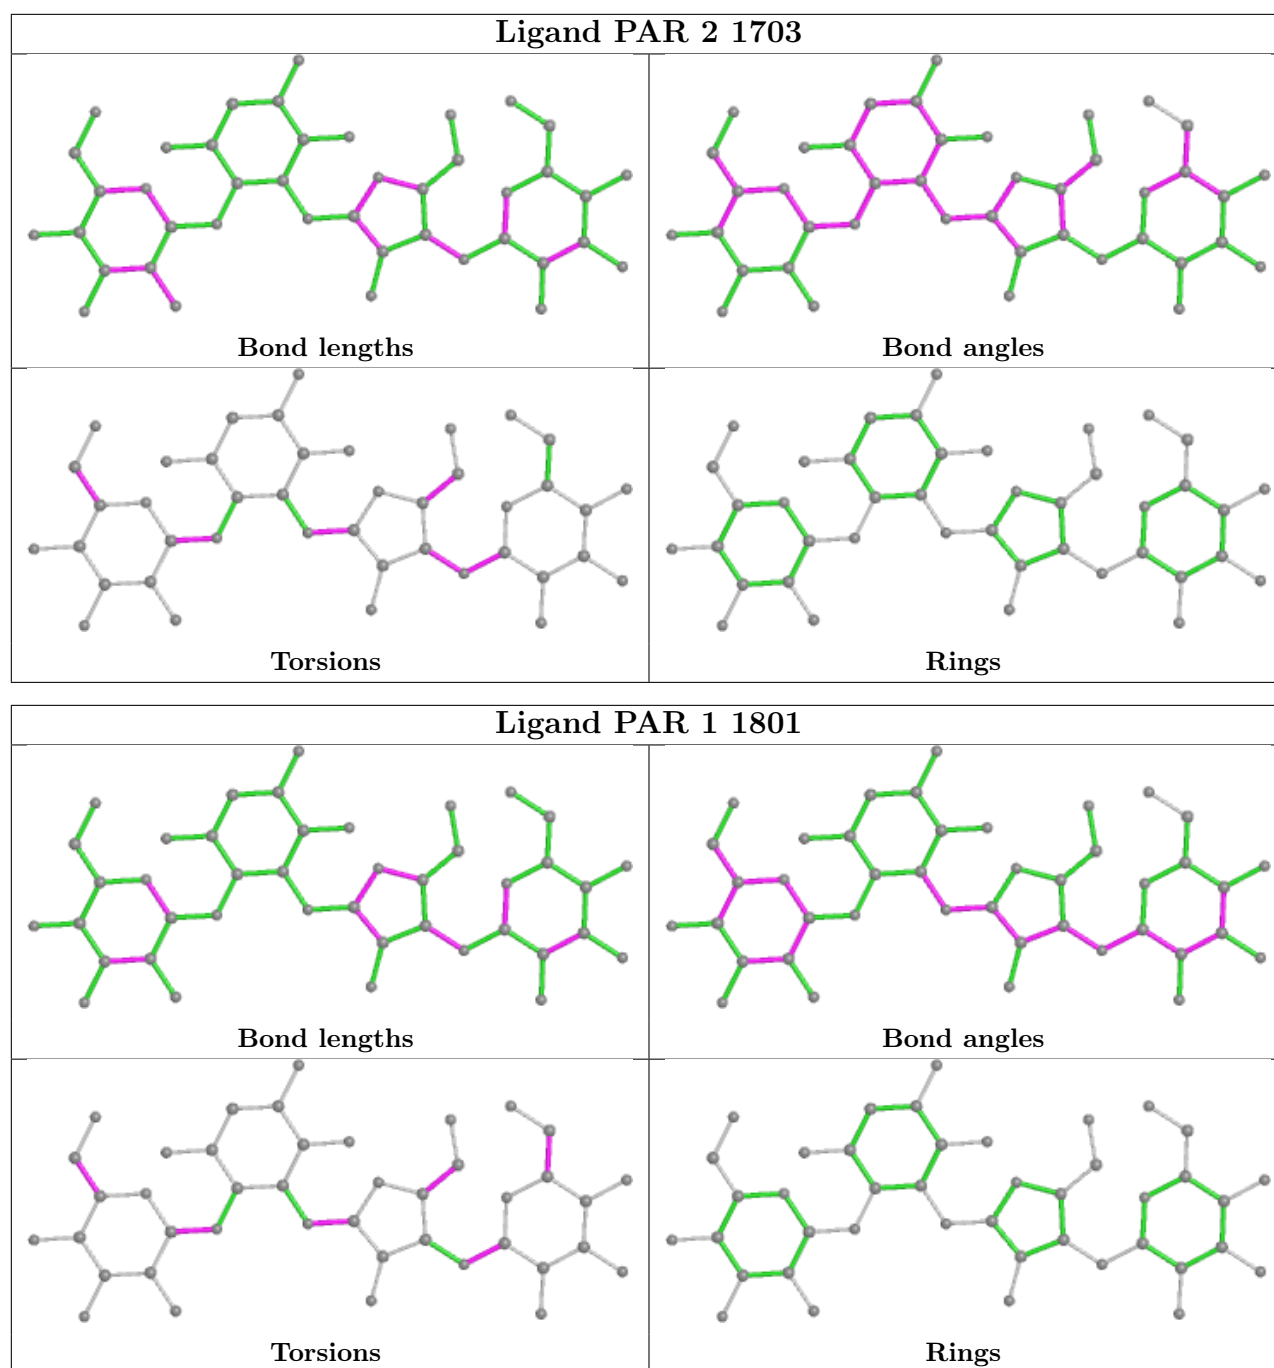 Ligand PAR 2 1703
Bond lengths
Bond angles
Torsions
Rings
Ligand PAR 1 1801
Bond lengths
Bond angles
Torsions
Rings